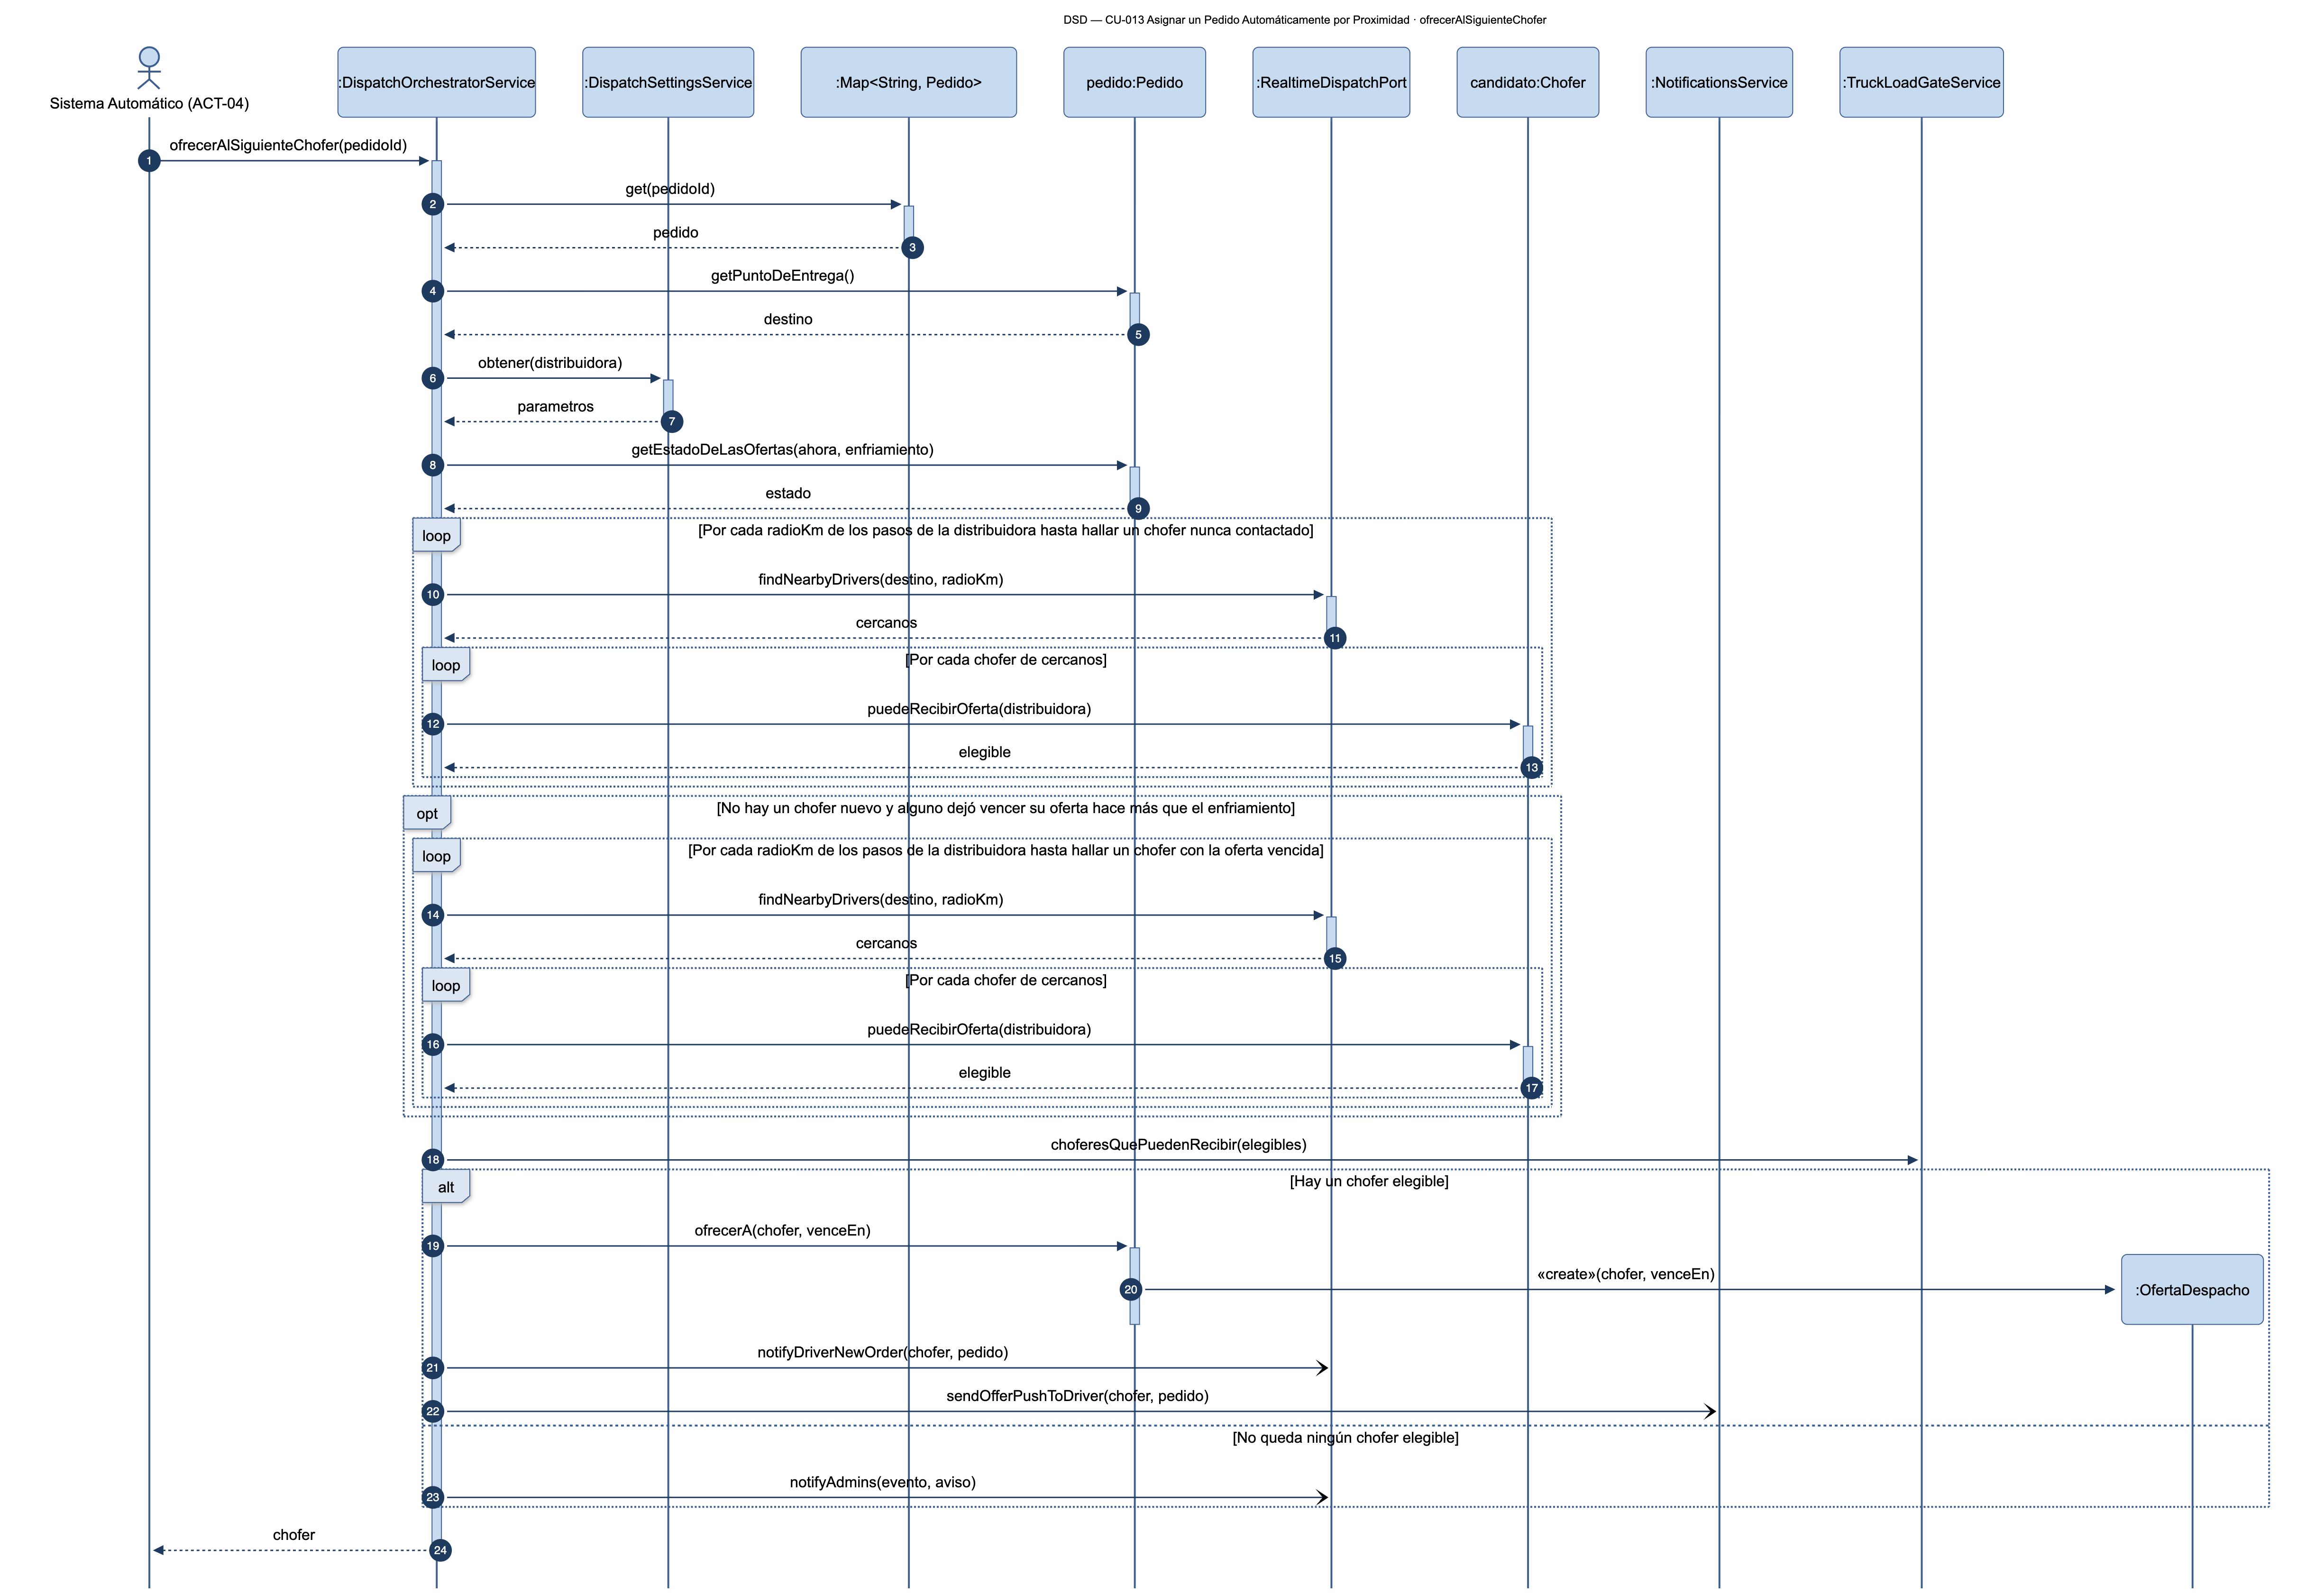 DSD — CU-013 Asignar un Pedido Automáticamente por Proximidad · ofrecerAlSiguienteChofer
Sistema Automático (ACT-04)
:DispatchOrchestratorService
:DispatchSettingsService
:Map<String, Pedido>
pedido:Pedido
:RealtimeDispatchPort
candidato:Chofer
:NotificationsService
:TruckLoadGateService
1 ofrecerAlSiguienteChofer(pedidoId)
2 get(pedidoId)
pedido 3
4 getPuntoDeEntrega()
destino 5
6 obtener(distribuidora)
parametros 7
8 getEstadoDeLasOfertas(ahora, enfriamiento)
estado 9
loop [Por cada radioKm de los pasos de la distribuidora hasta hallar un chofer nunca contactado]
10 findNearbyDrivers(destino, radioKm)
cercanos 11
loop [Por cada chofer de cercanos]
12 puedeRecibirOferta(distribuidora)
elegible 13
opt [No hay un chofer nuevo y alguno dejó vencer su oferta hace más que el enfriamiento]
loop [Por cada radioKm de los pasos de la distribuidora hasta hallar un chofer con la oferta vencida]
14 findNearbyDrivers(destino, radioKm)
cercanos 15
loop [Por cada chofer de cercanos]
16 puedeRecibirOferta(distribuidora)
elegible 17
18 choferesQuePuedenRecibir(elegibles)
alt [Hay un chofer elegible]
19 ofrecerA(chofer, venceEn)
20 «create»(chofer, venceEn)
:OfertaDespacho
21 notifyDriverNewOrder(chofer, pedido)
22 sendOfferPushToDriver(chofer, pedido)
[No queda ningún chofer elegible]
23 notifyAdmins(evento, aviso)
chofer 24